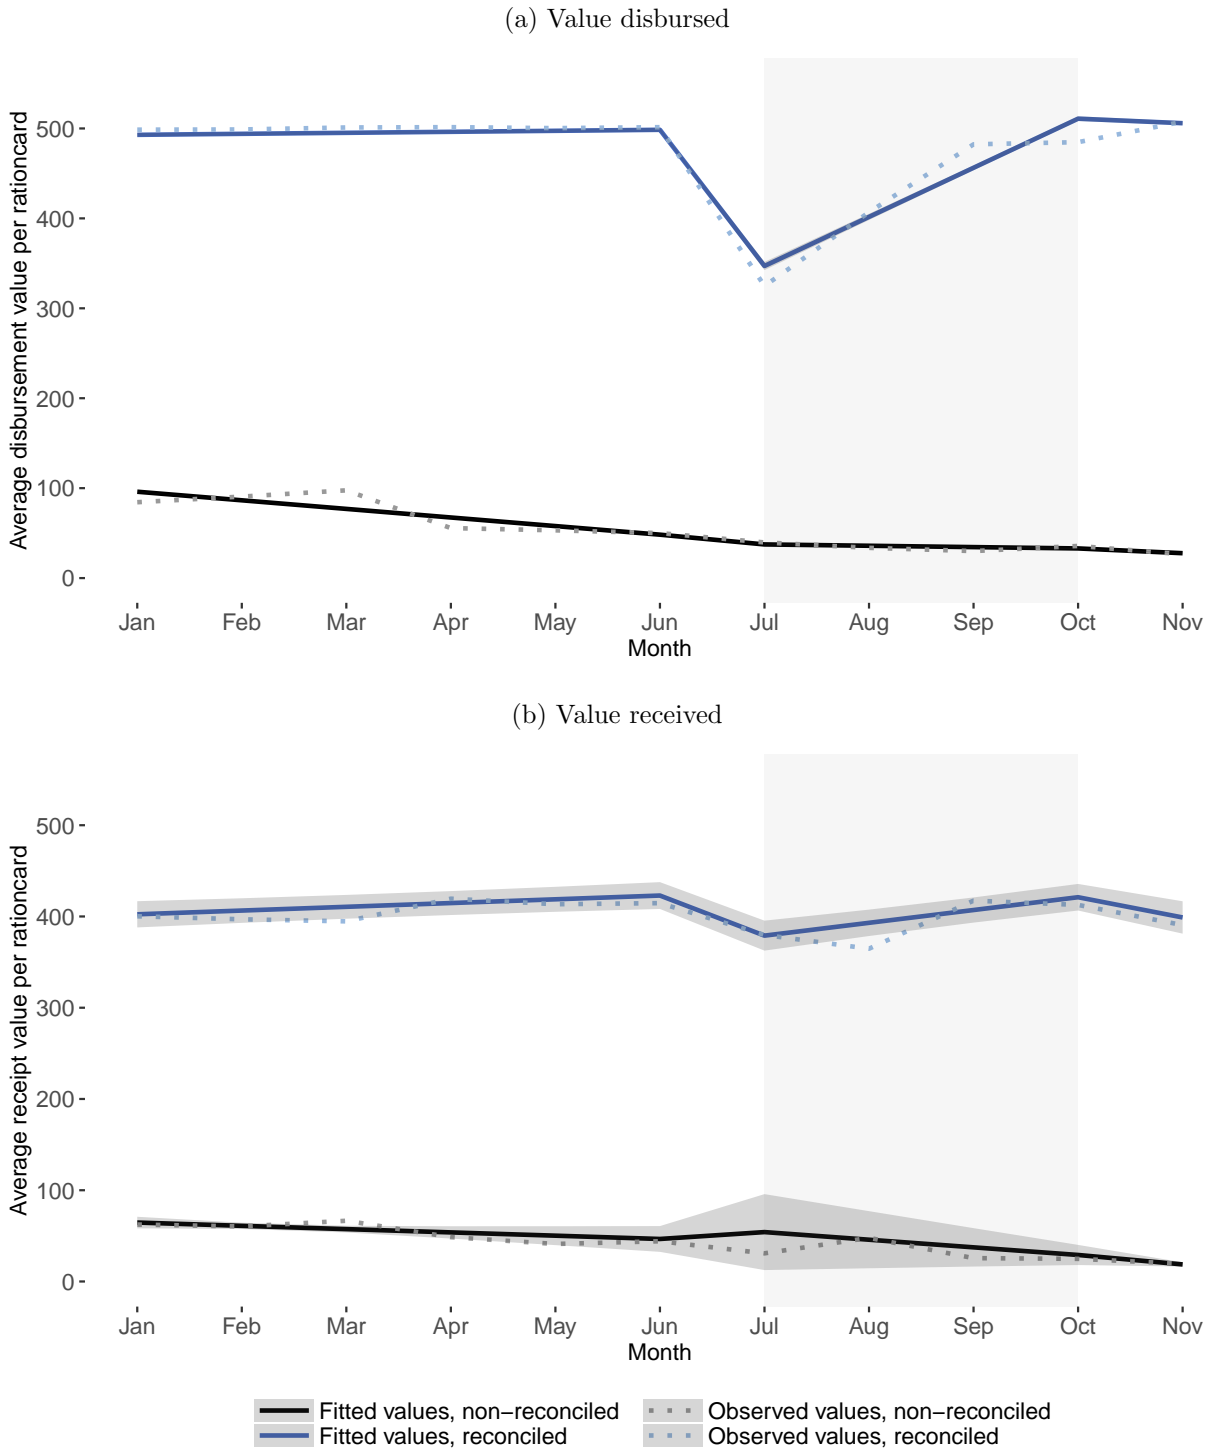 (a) Value disbursed
Average disbursement value per rationcard
500
400
300
200
100
0
Jan Feb Mar Apr May Jun Jul Aug Sep Oct Nov
Month
(b) Value received
Average receipt value per rationcard
500
400
300
200
100
0
Jan Feb Mar Apr May Jun Jul Aug Sep Oct Nov
Month
Fitted values, non−reconciled Observed values, non−reconciled
Fitted values, reconciled Observed values, reconciled